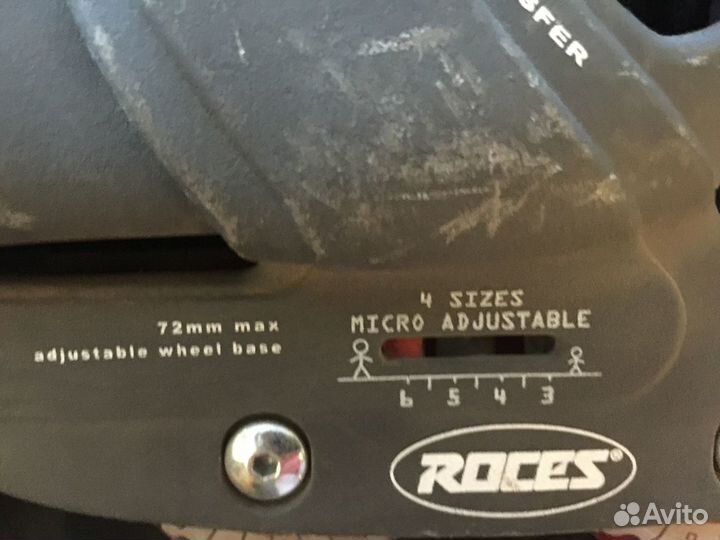 SFER
4 SIZES
MICRO ADJUSTABLE
72mm max
adjustable wheel base
6 5 4 3
ROCES®
Avito